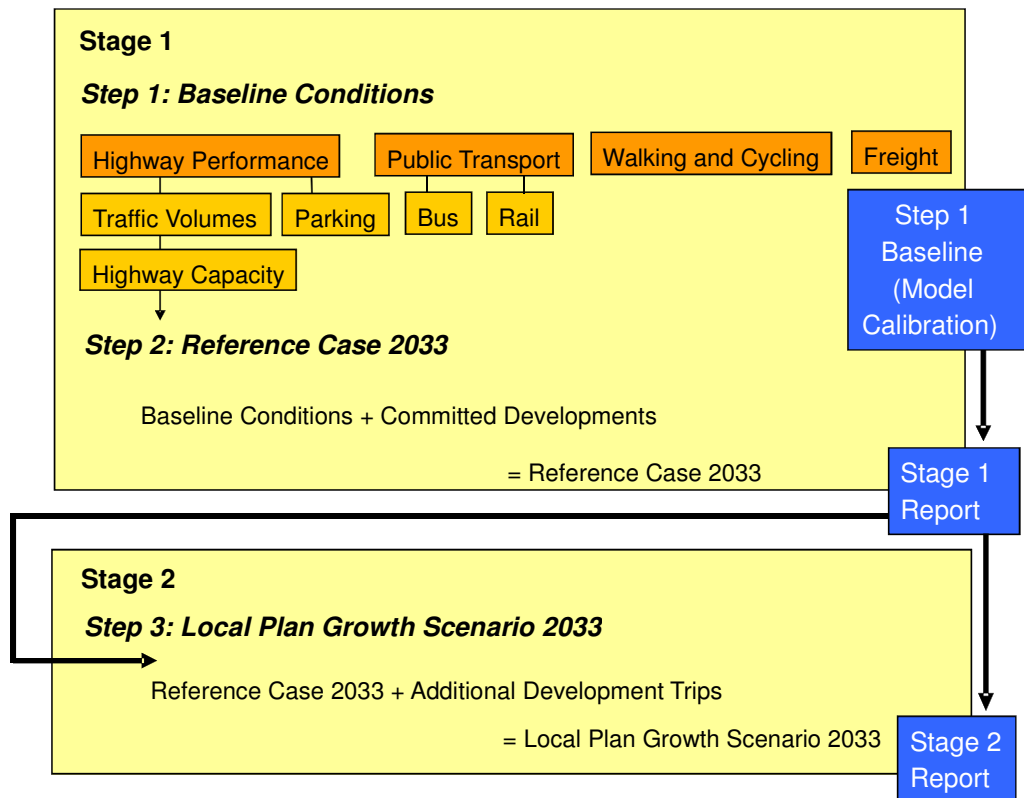 Stage 1
Step 1: Baseline Conditions
Highway Performance
Public Transport
Walking and Cycling
Freight
Traffic Volumes
Parking
Bus
Rail
Highway Capacity
Step 1
Baseline
(Model
Calibration)
Step 2: Reference Case 2033
Baseline Conditions + Committed Developments
= Reference Case 2033
Stage 1
Report
Stage 2
Step 3: Local Plan Growth Scenario 2033
Reference Case 2033 + Additional Development Trips
= Local Plan Growth Scenario 2033
Stage 2
Report